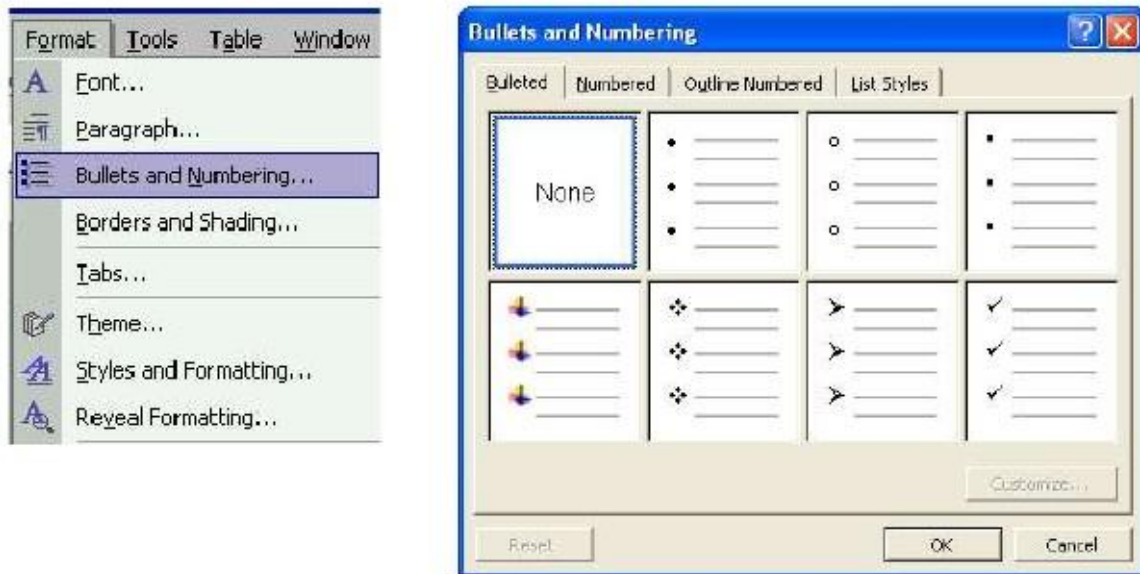 Format Tools Table Window
Font...
Paragraph...
Bullets and Numbering...
Borders and Shading...
Tabs...
Theme...
Styles and Formatting...
Reveal Formatting...
Bullets and Numbering
Bulleted Numbered Outline Numbered List Styles
None
Customize...
Reset OK Cancel